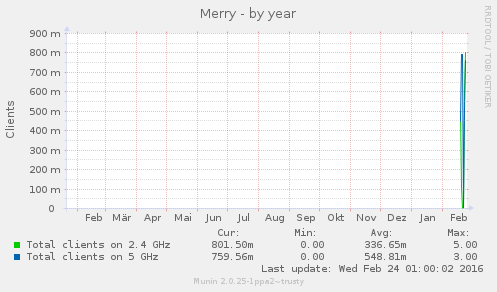 Merry - by year
RRDTOOL / TOBI OETIKER
Clients
900 m
800 m
700 m
600 m
500 m
400 m
300 m
200 m
100 m
0
Feb Mär Apr Mai Jun Jul Aug Sep Okt Nov Dez Jan Feb
Cur: Min: Avg: Max:
Total clients on 2.4 GHz 801.50m 0.00 336.65m 5.00
Total clients on 5 GHz 759.56m 0.00 548.81m 3.00
Last update: Wed Feb 24 01:00:02 2016
Munin 2.0.25-1ppa2~trusty